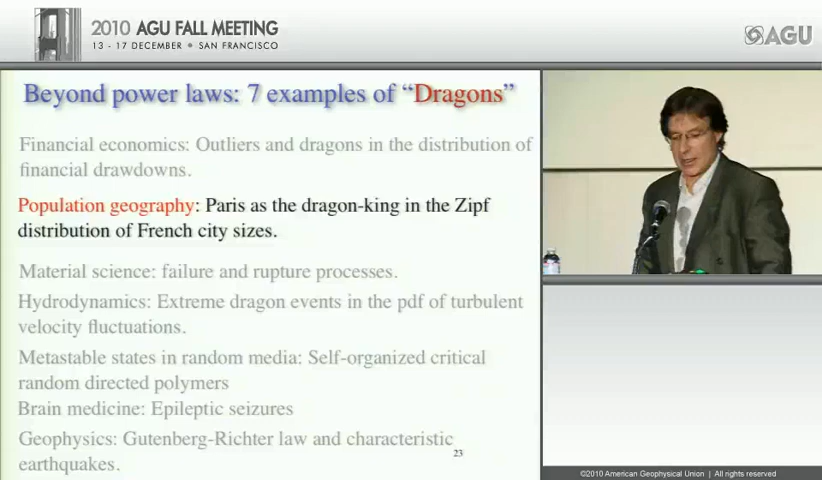 2010 AGU FALL MEETING
13 - 17 DECEMBER • SAN FRANCISCO
AGU
Beyond power laws: 7 examples of “Dragons”
Financial economics: Outliers and dragons in the distribution of
financial drawdowns.
Population geography: Paris as the dragon-king in the Zipf
distribution of French city sizes.
Material science: failure and rupture processes.
Hydrodynamics: Extreme dragon events in the pdf of turbulent
velocity fluctuations.
Metastable states in random media: Self-organized critical
random directed polymers
Brain medicine: Epileptic seizures
Geophysics: Gutenberg-Richter law and characteristic
earthquakes.
23
©2010 American Geophysical Union | All rights reserved